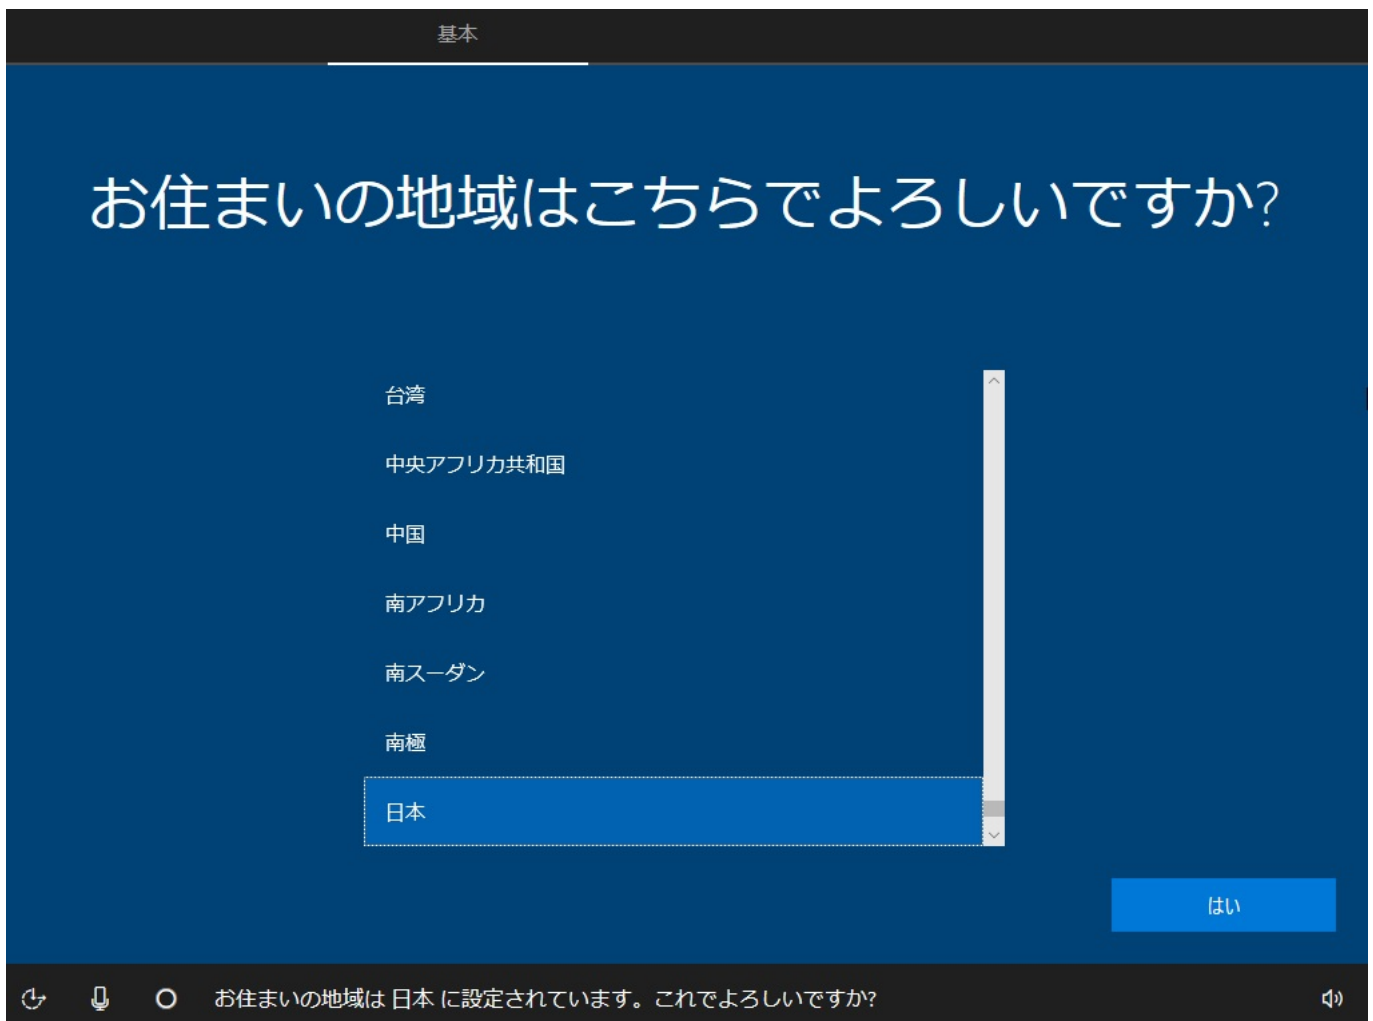 基本
お住まいの地域はこちらでよろしいですか?
台湾
中央アフリカ共和国
中国
南アフリカ
南スーダン
南極
日本
はい
お住まいの地域は 日本 に設定されています。これでよろしいですか?